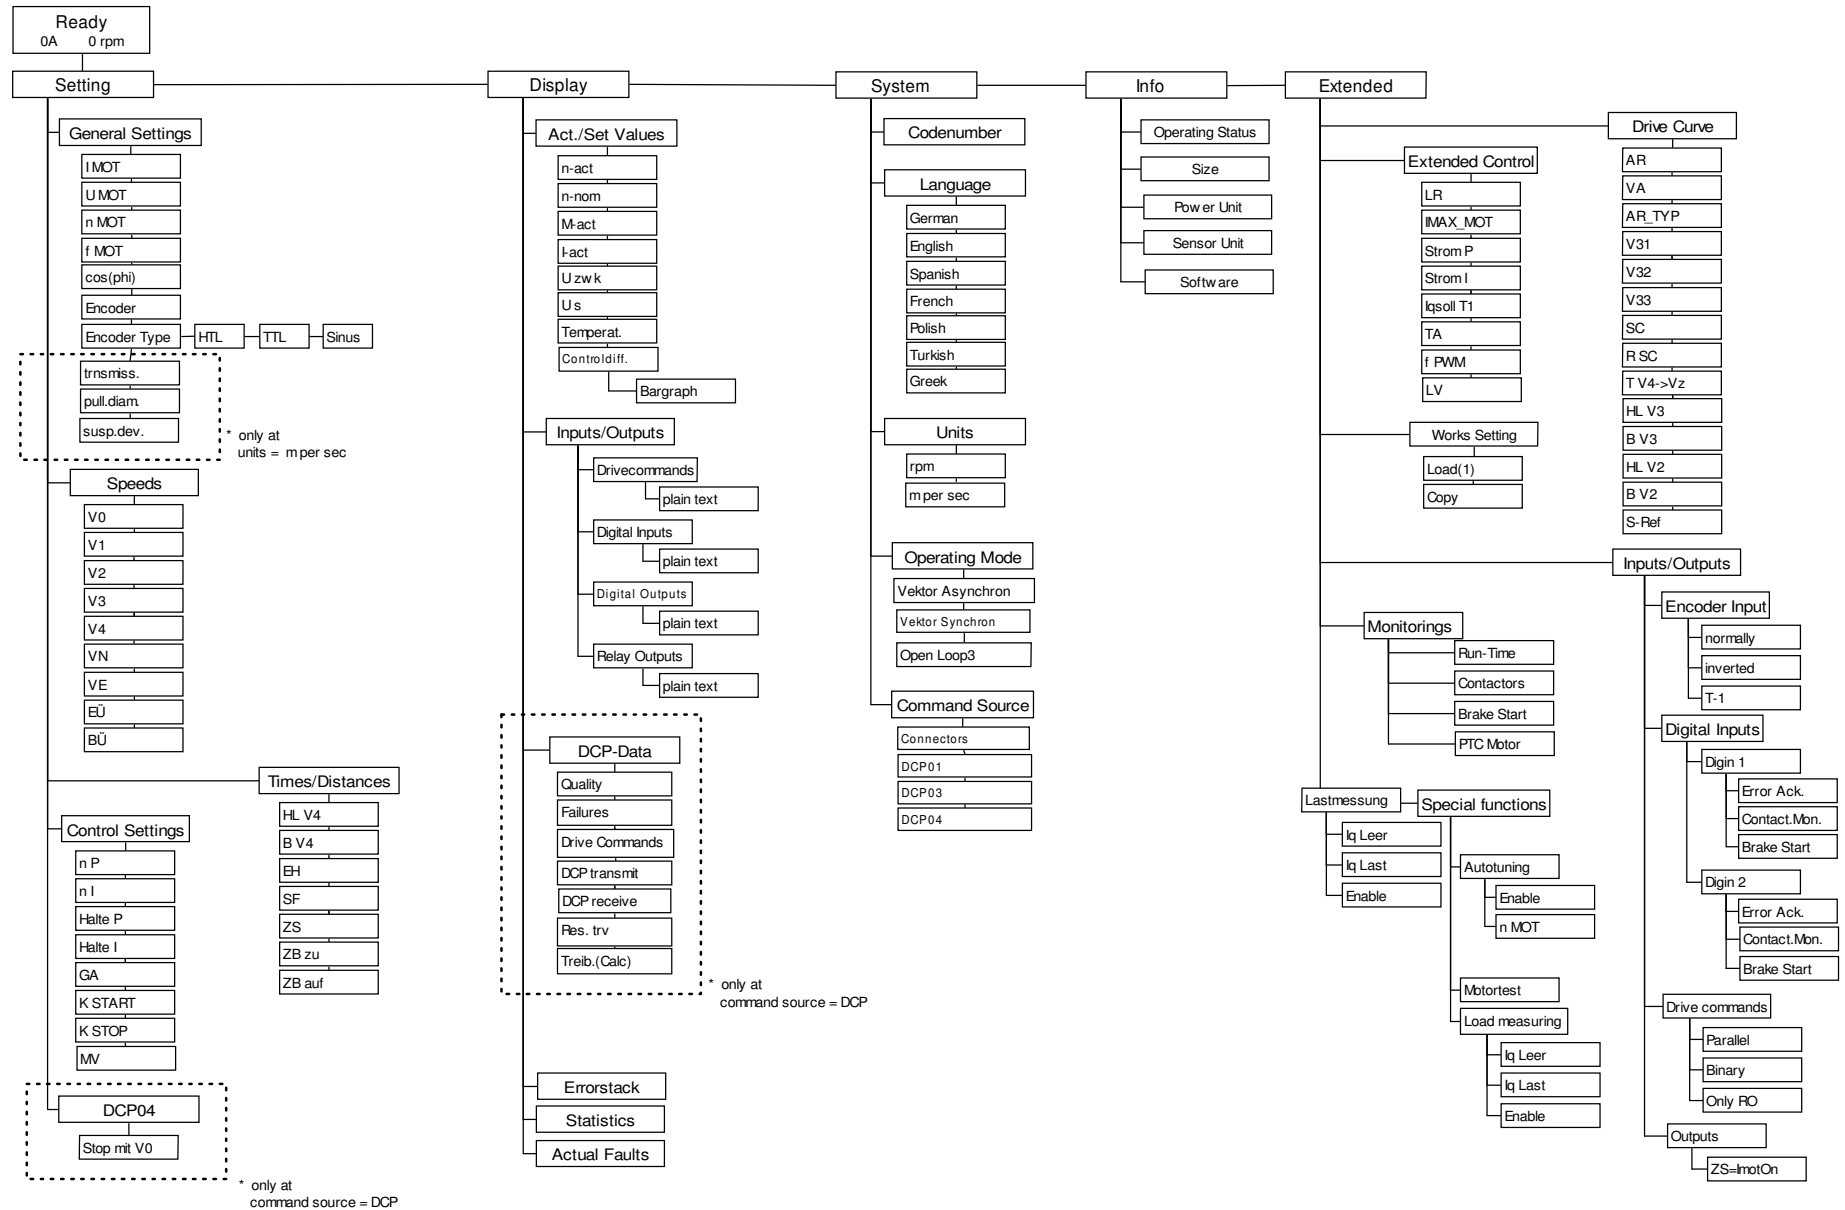 Ready
0A 0 rpm
Setting
General Settings
I MOT
U MOT
n MOT
f MOT
cos(phi)
Encoder
Encoder Type HTL TTL Sinus
trnsmiss.
pull.diam.
susp.dev.
* only at
units = m per sec
Speeds
V0
V1
V2
V3
V4
VN
VE
EÜ
BÜ
Times/Distances
HL V4
B V4
EH
SF
ZS
ZB zu
ZB auf
Control Settings
n P
n I
Halte P
Halte I
GA
K START
K STOP
MV
DCP04
Stop mit V0
* only at
command source = DCP
Display
Act./Set Values
n-act
n-nom
M-act
I-act
U zwk
U s
Temperat.
Controldiff.
Bargraph
Inputs/Outputs
Drivecommands
plain text
Digital Inputs
plain text
Digital Outputs
plain text
Relay Outputs
plain text
DCP-Data
Quality
Failures
Drive Commands
DCP transmit
DCP receive
Res. trv
Treib.(Calc)
* only at
command source = DCP
Errorstack
Statistics
Actual Faults
System
Codenumber
Language
German
English
Spanish
French
Polish
Turkish
Greek
Units
rpm
m per sec
Operating Mode
Vektor Asynchron
Vektor Synchron
Open Loop3
Command Source
Connectors
DCP01
DCP03
DCP04
Info
Operating Status
Size
Power Unit
Sensor Unit
Software
Extended
Extended Control
LR
IMAX_MOT
Strom P
Strom I
Iqsoll T1
TA
f PWM
LV
Works Setting
Load(1)
Copy
Monitorings
Run-Time
Contactors
Brake Start
PTC Motor
Lastmessung
Iq Leer
Iq Last
Enable
Special functions
Autotuning
Enable
n MOT
Motortest
Load measuring
Iq Leer
Iq Last
Enable
Drive Curve
AR
VA
AR_TYP
V31
V32
V33
SC
R SC
T V4->Vz
HL V3
B V3
HL V2
B V2
S-Ref
Inputs/Outputs
Encoder Input
normally
inverted
T-1
Digital Inputs
Digin 1
Error Ack.
Contact.Mon.
Brake Start
Digin 2
Error Ack.
Contact.Mon.
Brake Start
Drive commands
Parallel
Binary
Only RO
Outputs
ZS=ImotOn